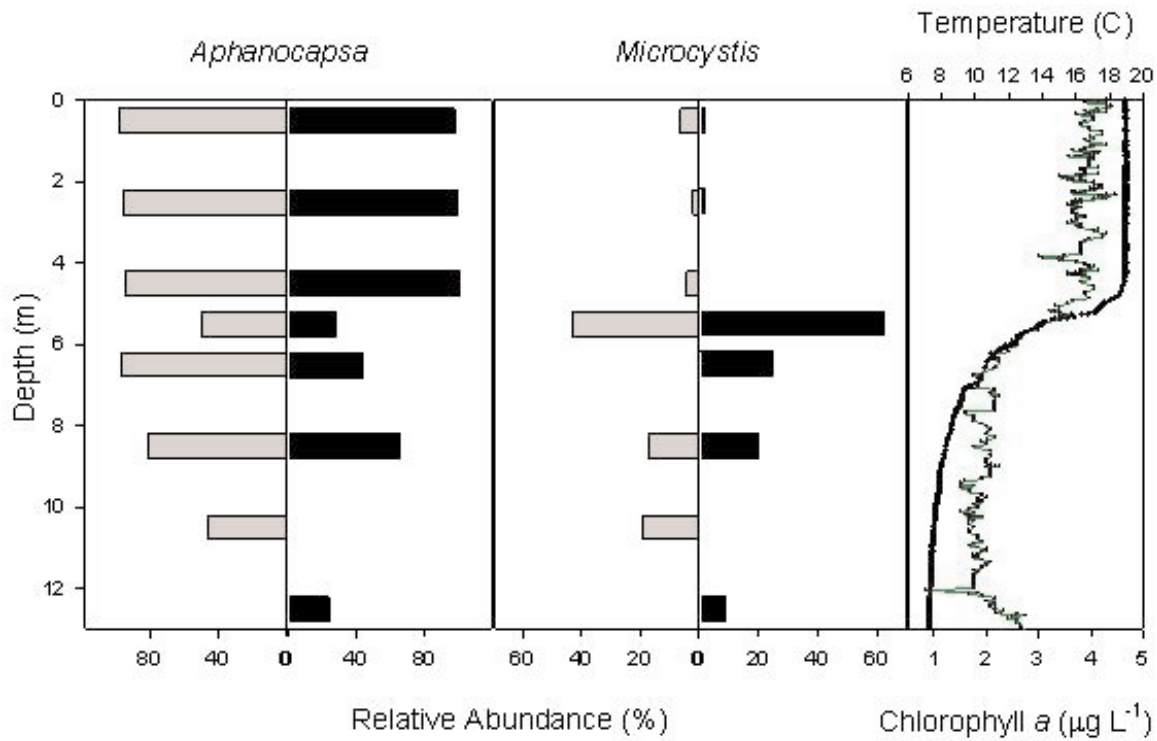 Temperature (C)
Aphanocapsa
Microcystis
6 8 10 12 14 16 18 20
0
2
4
6
8
10
12
Depth (m)
80 40 0 40 80
60 40 20 0 20 40 60
1 2 3 4 5
Relative Abundance (%)
Chlorophyll a (µg L⁻¹)